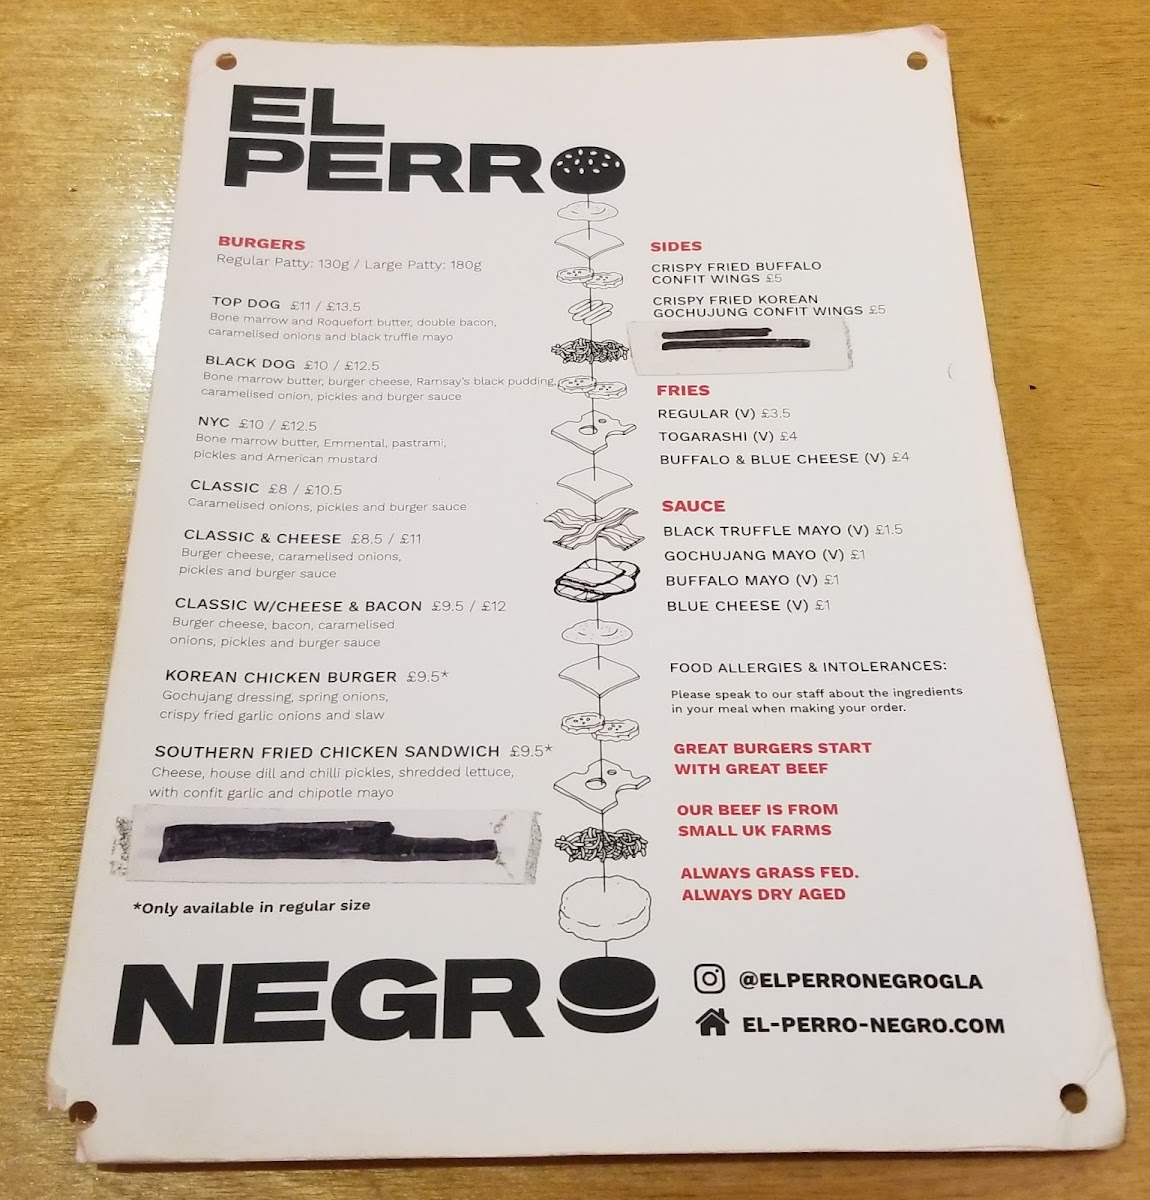 EL
PERRO
BURGERS
Regular Patty: 130g / Large Patty: 180g
TOP DOG £11 / £13.5
Bone marrow and Roquefort butter, double bacon,
caramelised onions and black truffle mayo
BLACK DOG £10 / £12.5
Bone marrow butter, burger cheese, Ramsay's black pudding,
caramelised onion, pickles and burger sauce
NYC £10 / £12.5
Bone marrow butter, Emmental, pastrami,
pickles and American mustard
CLASSIC £8 / £10.5
Caramelised onions, pickles and burger sauce
CLASSIC & CHEESE £8.5 / £11
Burger cheese, caramelised onions,
pickles and burger sauce
CLASSIC W/CHEESE & BACON £9.5 / £12
Burger cheese, bacon, caramelised
onions, pickles and burger sauce
KOREAN CHICKEN BURGER £9.5*
Gochujang dressing, spring onions,
crispy fried garlic onions and slaw
SOUTHERN FRIED CHICKEN SANDWICH £9.5*
Cheese, house dill and chilli pickles, shredded lettuce,
with confit garlic and chipotle mayo
*Only available in regular size
SIDES
CRISPY FRIED BUFFALO
CONFIT WINGS £5
CRISPY FRIED KOREAN
GOCHUJUNG CONFIT WINGS £5
FRIES
REGULAR (V) £3.5
TOGARASHI (V) £4
BUFFALO & BLUE CHEESE (V) £4
SAUCE
BLACK TRUFFLE MAYO (V) £1.5
GOCHUJANG MAYO (V) £1
BUFFALO MAYO (V) £1
BLUE CHEESE (V) £1
FOOD ALLERGIES & INTOLERANCES:
Please speak to our staff about the ingredients
in your meal when making your order.
GREAT BURGERS START
WITH GREAT BEEF
OUR BEEF IS FROM
SMALL UK FARMS
ALWAYS GRASS FED.
ALWAYS DRY AGED
NEGRO
@ELPERRONEGROGLA
EL-PERRO-NEGRO.COM